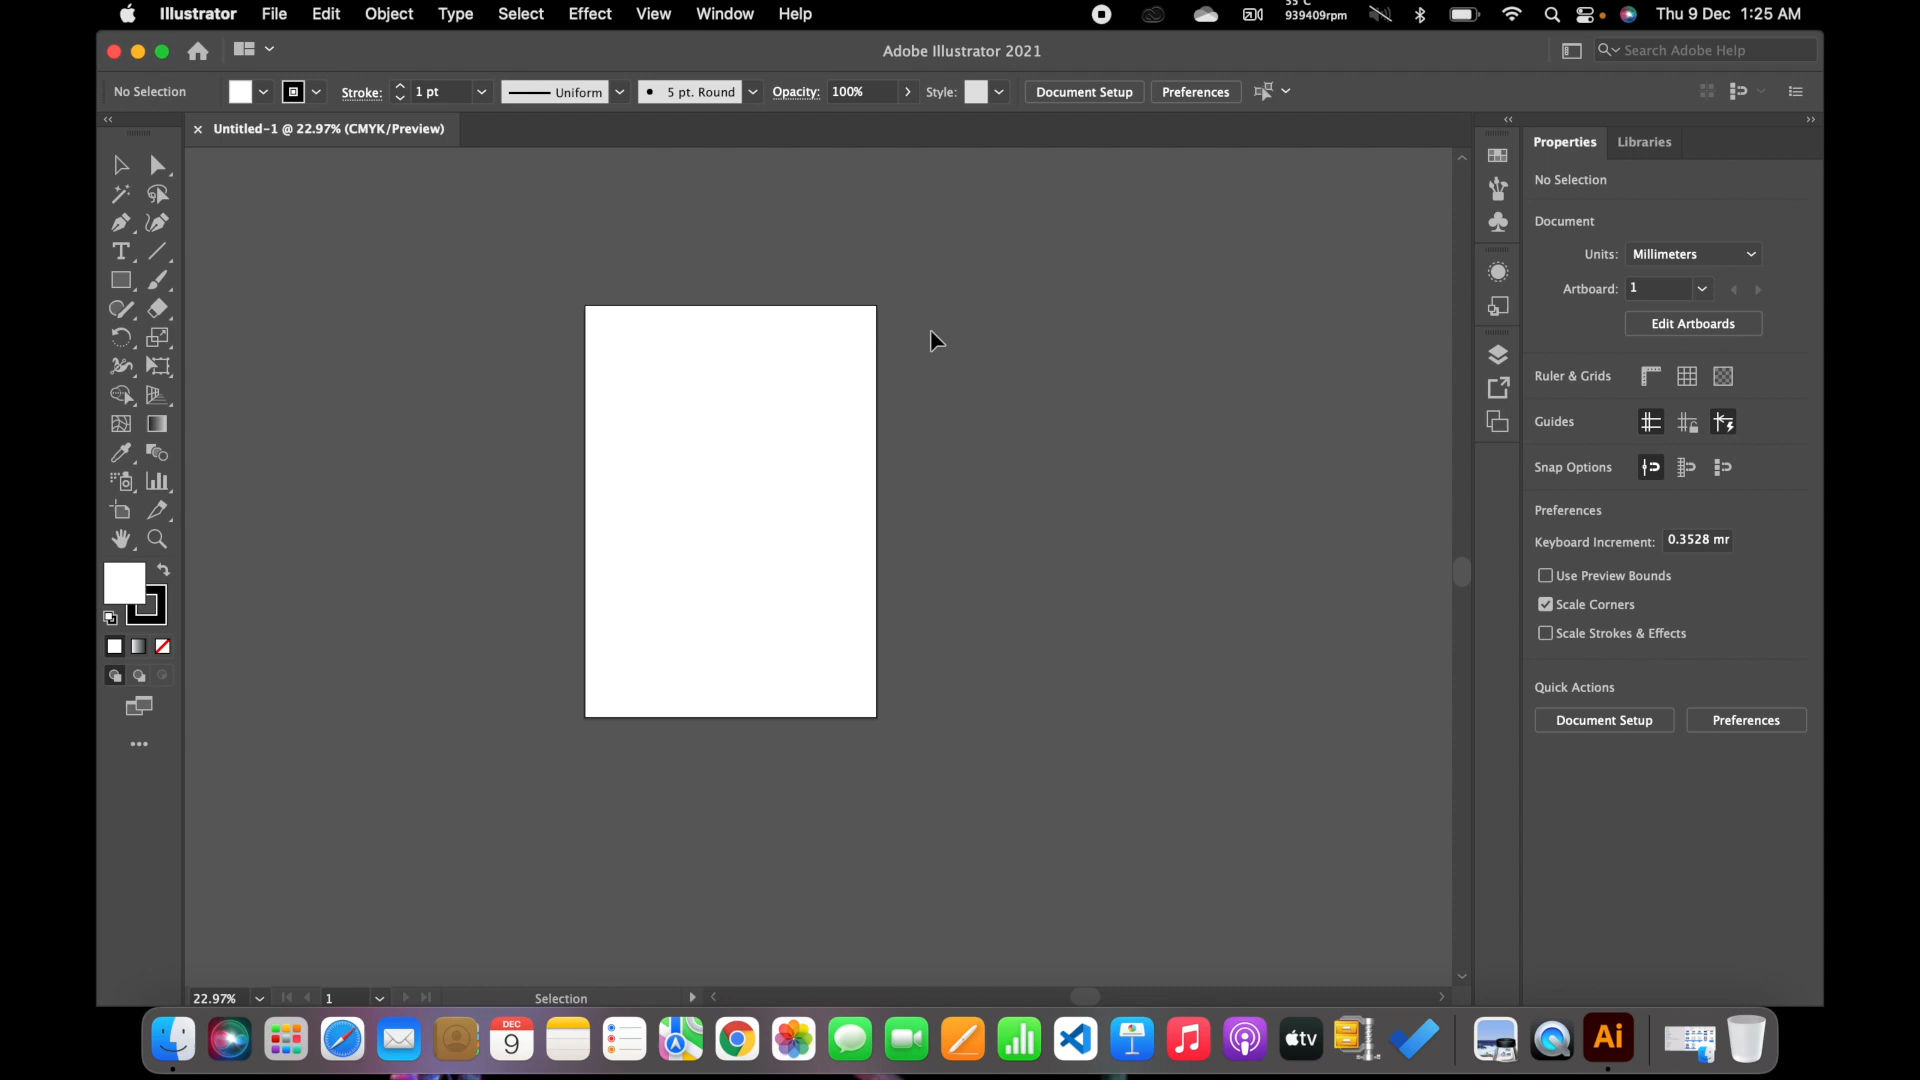 Illustrator File Edit Object Type Select Effect View Window Help
939409rpm
Thu 9 Dec 1:25 AM
Adobe Illustrator 2021
Search Adobe Help
No Selection
Stroke: 1 pt
Uniform
5 pt. Round
Opacity: 100%
Style:
Document Setup
Preferences
Untitled-1 @ 22.97% (CMYK/Preview)
Properties
Libraries
No Selection
Document
Units: Millimeters
Artboard: 1
Edit Artboards
Ruler & Grids
Guides
Snap Options
Preferences
Keyboard Increment: 0.3528 mr
Use Preview Bounds
Scale Corners
Scale Strokes & Effects
Quick Actions
Document Setup
Preferences
22.97%
1
Selection
DEC
9
tv
Ai